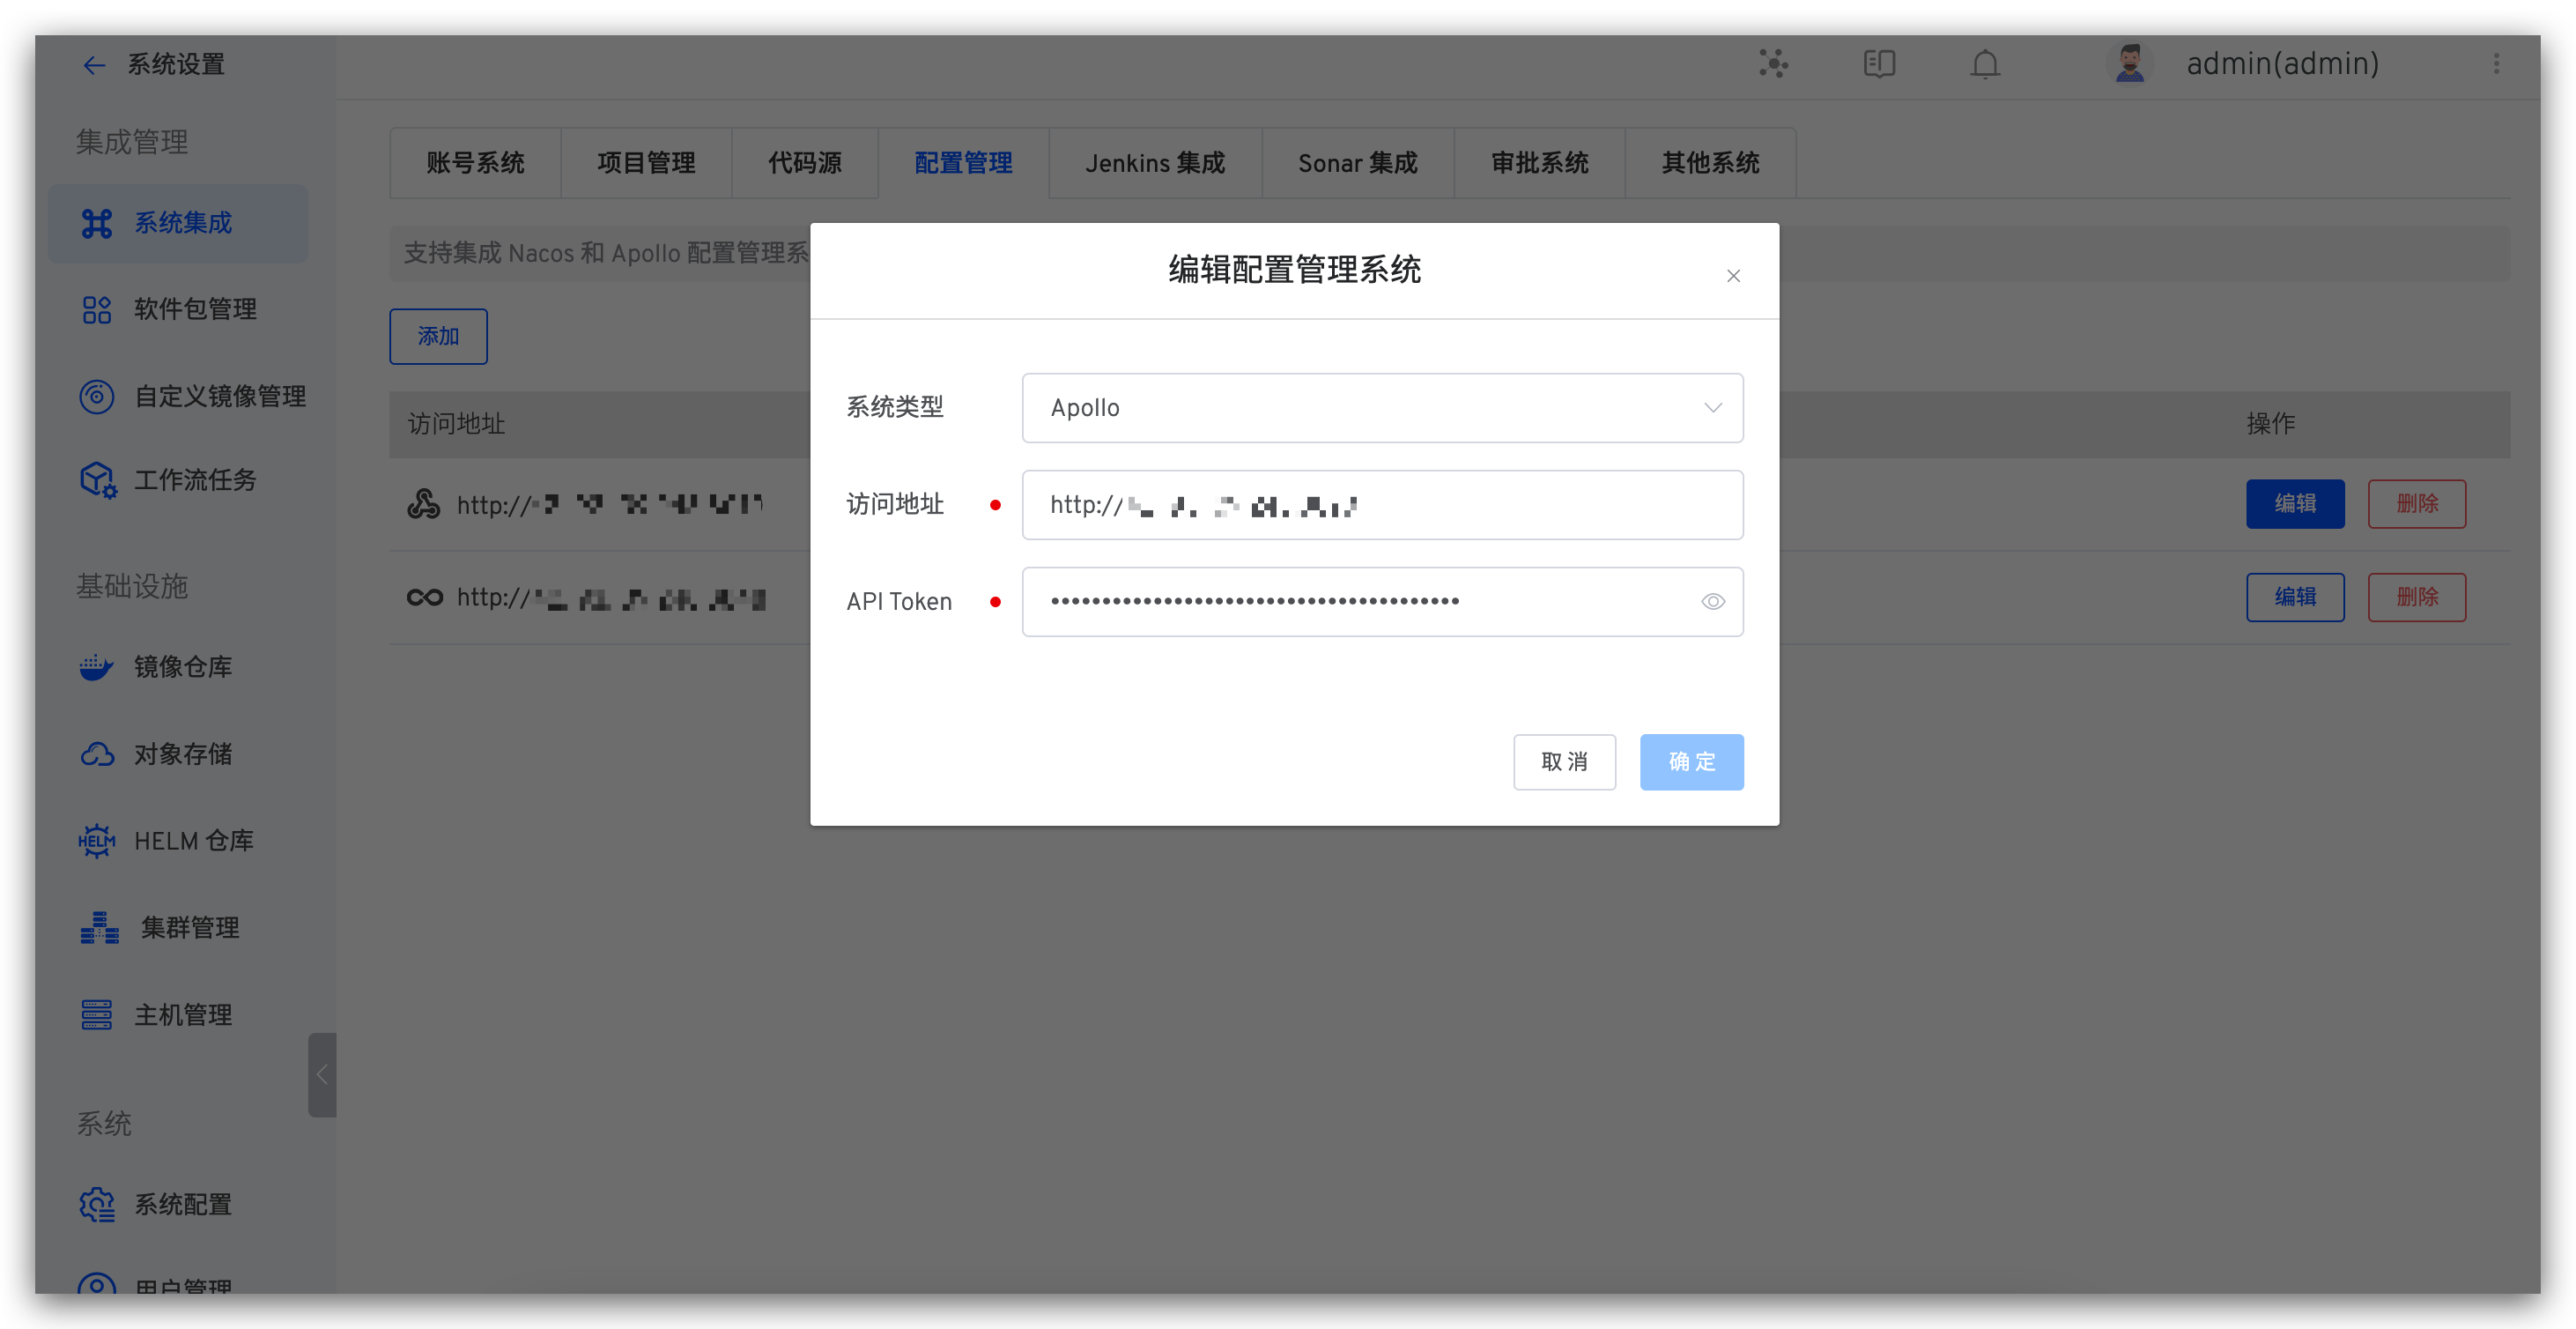 系统设置
admin(admin)
集成管理
系统集成
软件包管理
自定义镜像管理
工作流任务
基础设施
镜像仓库
对象存储
HELM 仓库
集群管理
主机管理
系统
系统配置
用户管理
账号系统 项目管理 代码源 配置管理 Jenkins 集成 Sonar 集成 审批系统 其他系统
支持集成 Nacos 和 Apollo 配置管理系
添加
访问地址 操作
http:// 编辑 删除
http:// 编辑 删除
编辑配置管理系统
系统类型 Apollo
访问地址 http://
API Token
取消 确定